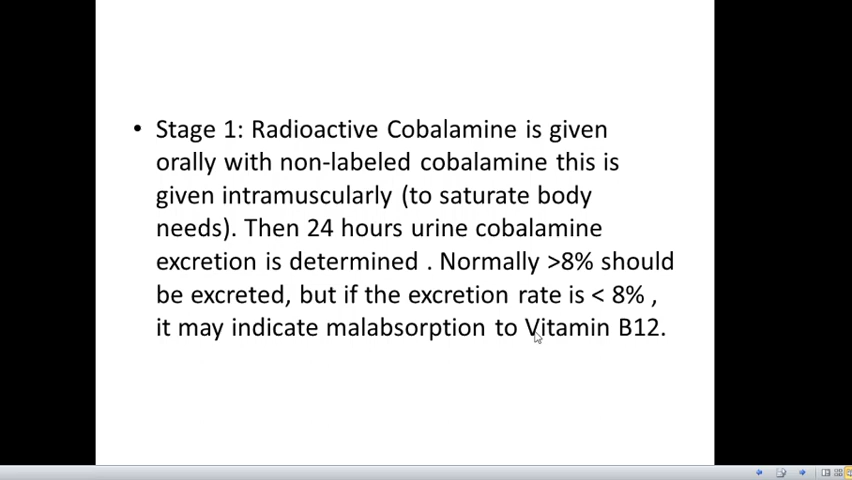 • Stage 1: Radioactive Cobalamine is given
orally with non-labeled cobalamine this is
given intramuscularly (to saturate body
needs). Then 24 hours urine cobalamine
excretion is determined . Normally >8% should
be excreted, but if the excretion rate is < 8% ,
it may indicate malabsorption to Vitamin B12.